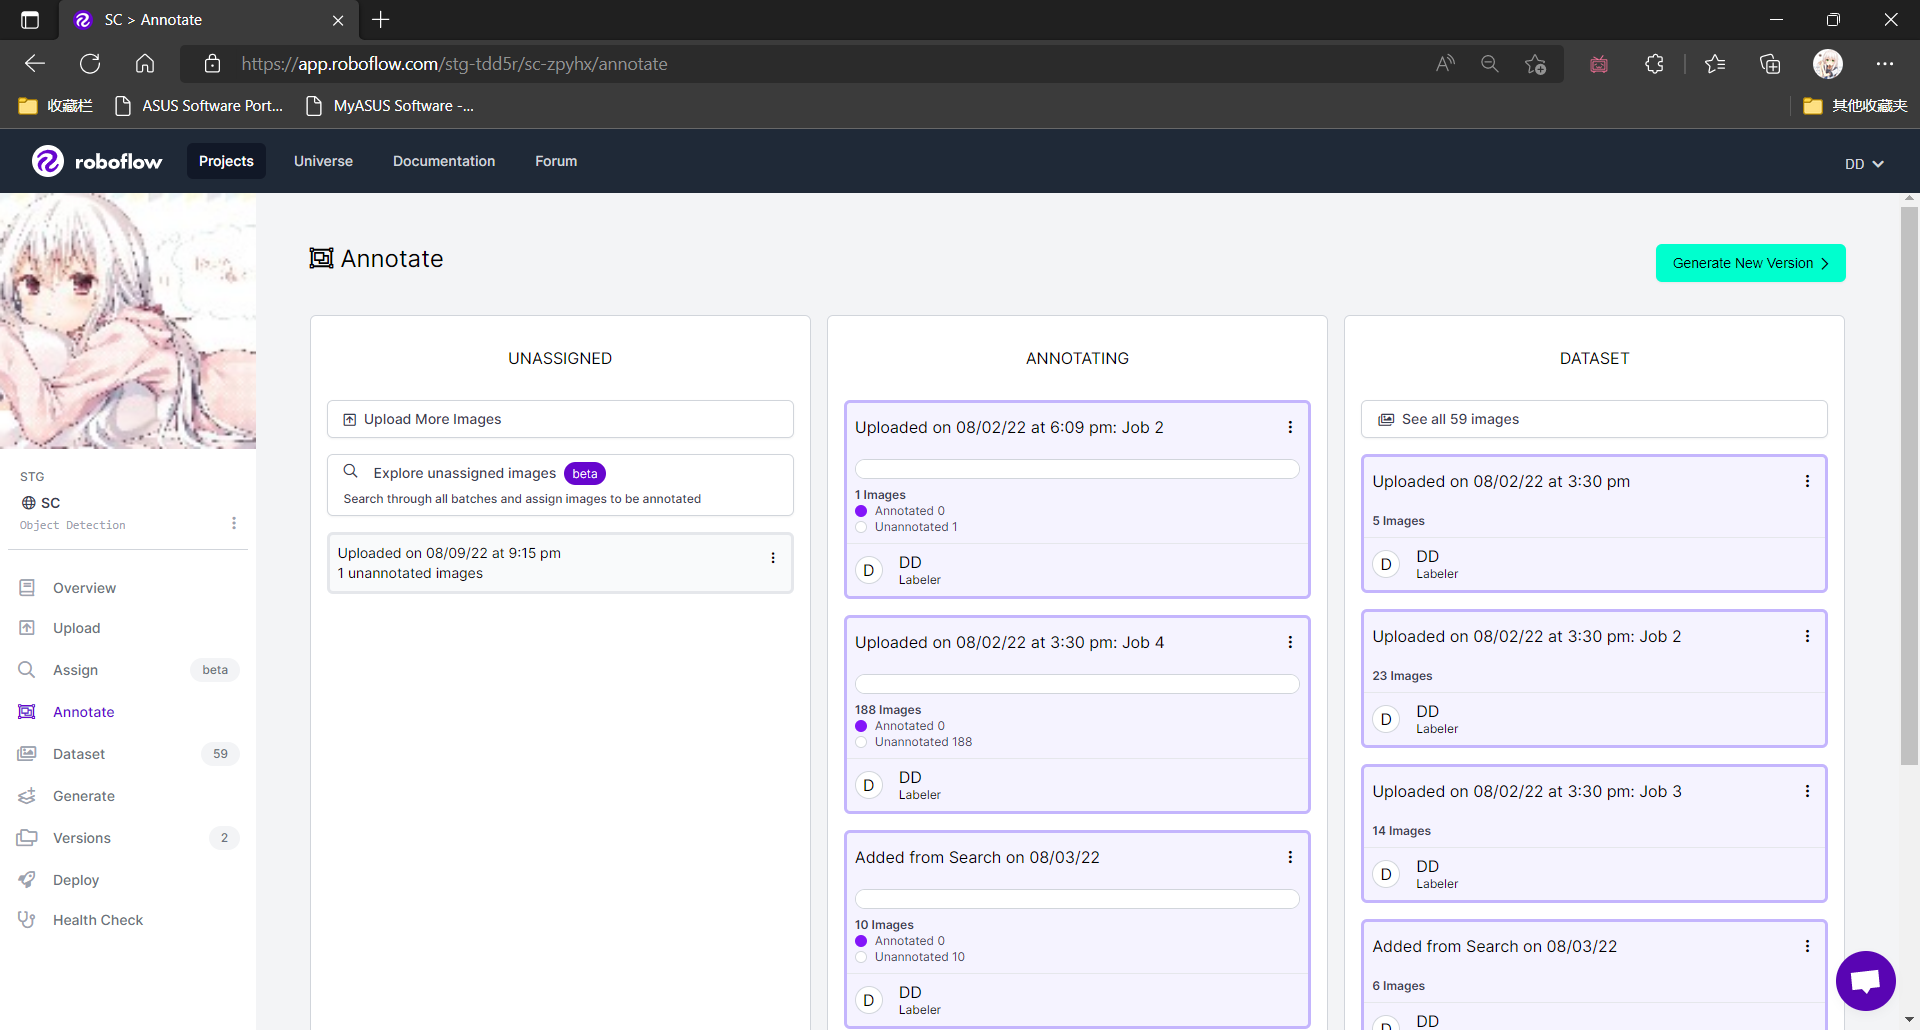 SC > Annotate
https://app.roboflow.com/stg-tdd5r/sc-zpyhx/annotate
收藏栏
ASUS Software Port...
MyASUS Software -...
其他收藏夹
roboflow
Projects
Universe
Documentation
Forum
DD
STG
SC
Object Detection
Overview
Upload
Assign
beta
Annotate
Dataset
59
Generate
Versions
2
Deploy
Health Check
Annotate
Generate New Version
UNASSIGNED
Upload More Images
Explore unassigned images beta
Search through all batches and assign images to be annotated
Uploaded on 08/09/22 at 9:15 pm
1 unannotated images
ANNOTATING
Uploaded on 08/02/22 at 6:09 pm: Job 2
1 Images
Annotated 0
Unannotated 1
D
DD
Labeler
Uploaded on 08/02/22 at 3:30 pm: Job 4
188 Images
Annotated 0
Unannotated 188
D
DD
Labeler
Added from Search on 08/03/22
10 Images
Annotated 0
Unannotated 10
D
DD
Labeler
DATASET
See all 59 images
Uploaded on 08/02/22 at 3:30 pm
5 Images
D
DD
Labeler
Uploaded on 08/02/22 at 3:30 pm: Job 2
23 Images
D
DD
Labeler
Uploaded on 08/02/22 at 3:30 pm: Job 3
14 Images
D
DD
Labeler
Added from Search on 08/03/22
6 Images
D
DD